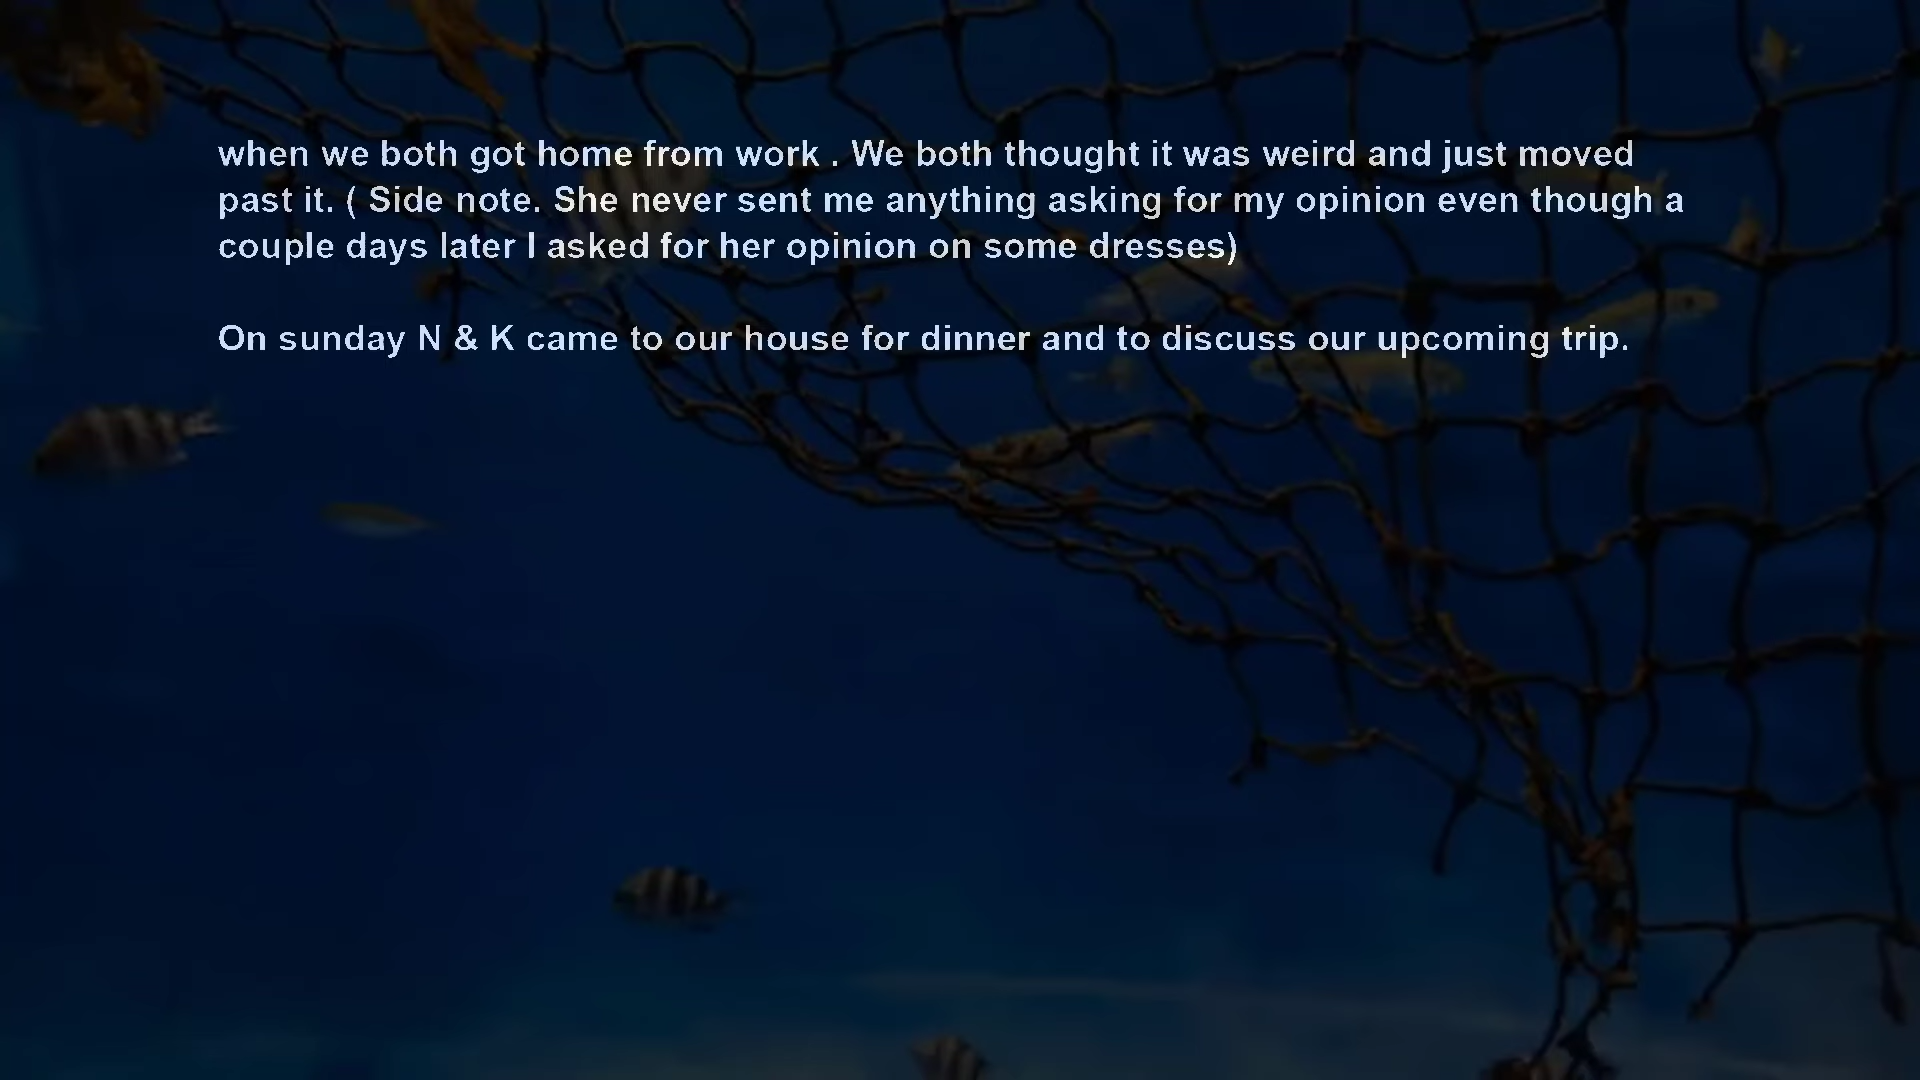 when we both got home from work . We both thought it was weird and just moved
past it. ( Side note. She never sent me anything asking for my opinion even though a
couple days later I asked for her opinion on some dresses)
On sunday N & K came to our house for dinner and to discuss our upcoming trip.